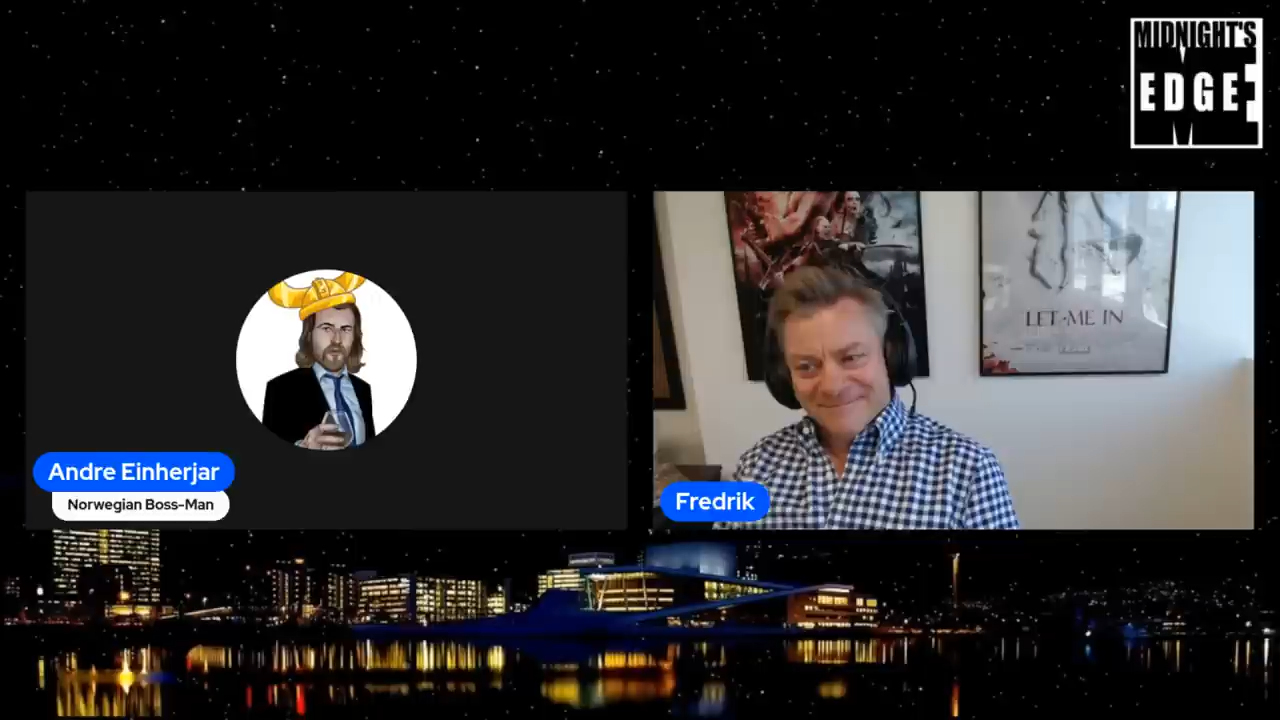 MIDNIGHT'S
EDGE
LET ME IN
Andre Einherjar
Norwegian Boss-Man
Fredrik